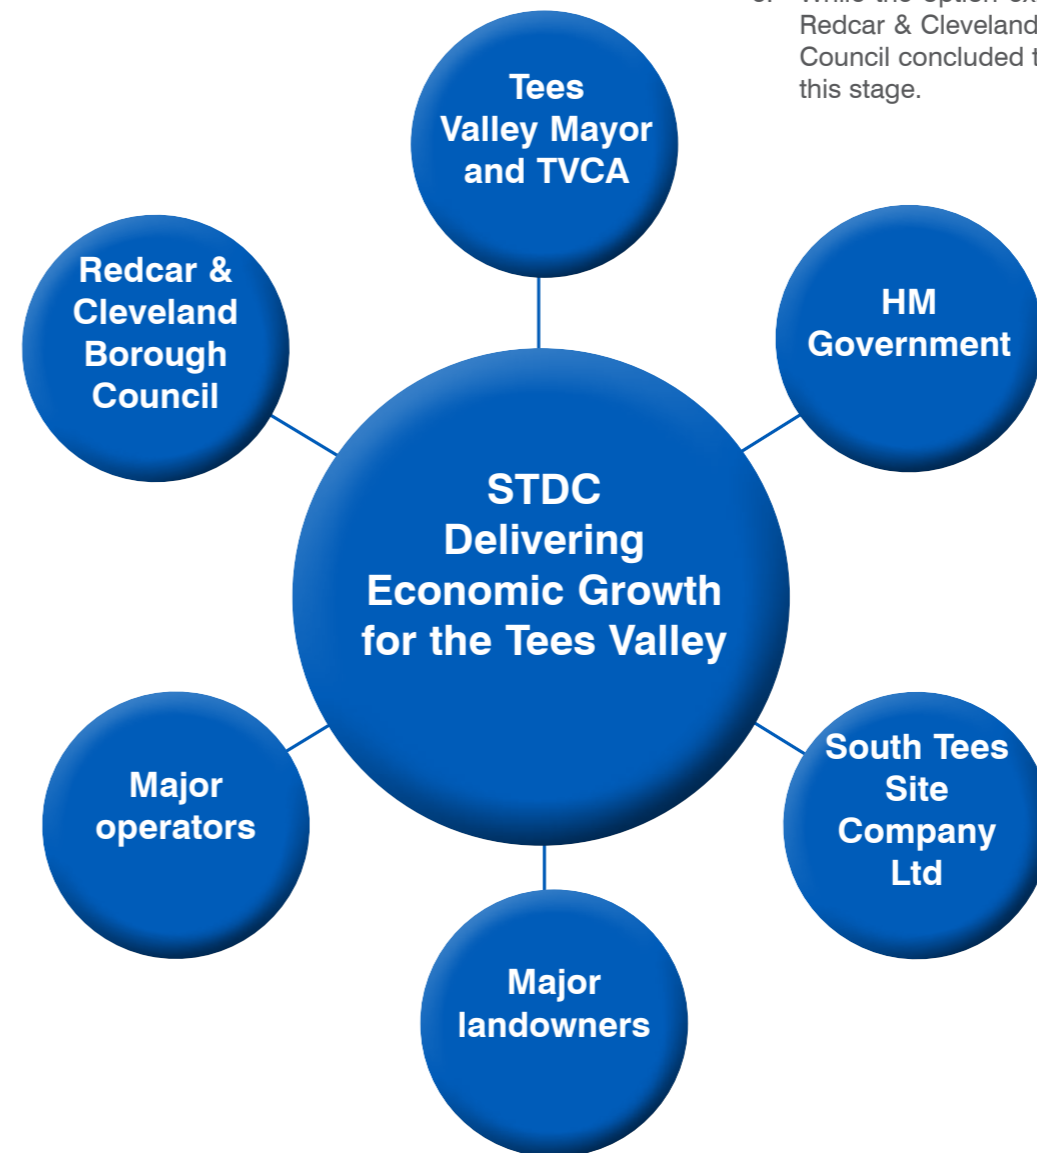 Redcar & Cleveland
Council concluded
this stage.
Tees
Valley Mayor
and TVCA
Redcar &
Cleveland
Borough
Council
HM
Government
STDC
Delivering
Economic Growth
for the Tees Valley
Major
operators
South Tees
Site
Company
Ltd
Major
landowners